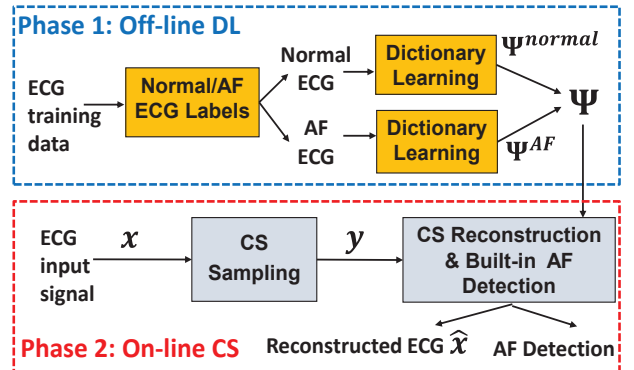 Phase 1: Off-line DL
ECG
training
data
Normal/AF
ECG Labels
Normal
ECG
AF
ECG
Dictionary
Learning
Dictionary
Learning
Ψ^normal
Ψ^AF
Ψ
ECG
input
signal
x
CS
Sampling
y
CS Reconstruction
& Built-in AF
Detection
Reconstructed ECG x̂
AF Detection
Phase 2: On-line CS